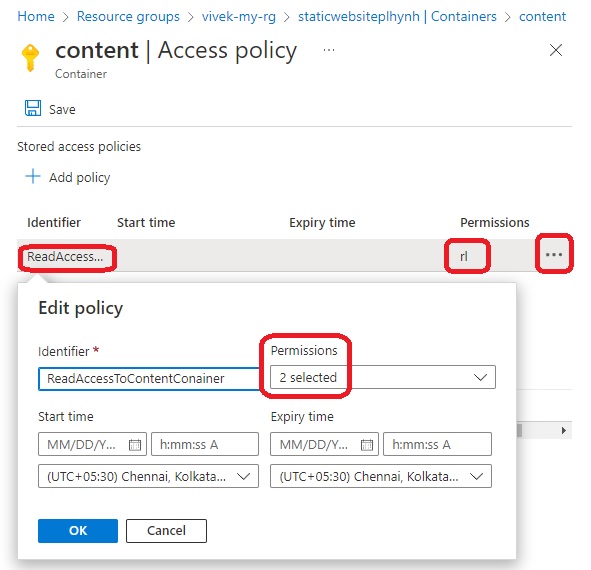 Home > Resource groups > vivek-my-rg > staticwebsiteplhynh | Containers > content
content | Access policy ...
Container
Save
Stored access policies
+ Add policy
Identifier Start time Expiry time Permissions
ReadAccess... rl ...
Edit policy
Identifier * Permissions
ReadAccessToContentConainer 2 selected
Start time Expiry time
MM/DD/Y... h:mm:ss A MM/DD/Y... h:mm:ss A
(UTC+05:30) Chennai, Kolkata... (UTC+05:30) Chennai, Kolkata...
OK Cancel